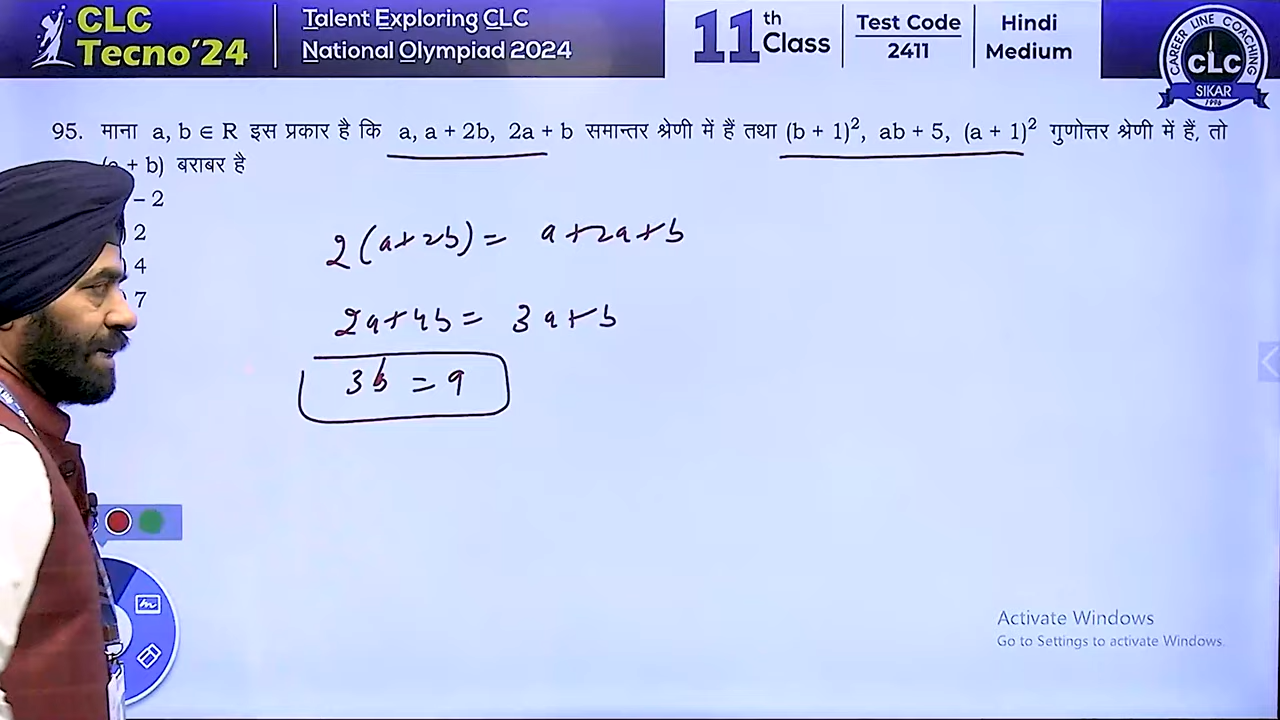 CLC
Tecno'24
Talent Exploring CLC
National Olympiad 2024
11th Class
Test Code
2411
Hindi
Medium
CAREER LINE COACHING
CLC
SIKAR
1996
95. माना a, b ∈ R इस प्रकार है कि a, a + 2b, 2a + b समान्तर श्रेणी में हैं तथा (b + 1)², ab + 5, (a + 1)² गुणोत्तर श्रेणी में हैं, तो
+ b) बराबर है
– 2
) 2
) 4
7
2(a+2b) = a+2a+b
2a+4b = 3a+b
3b = a
Activate Windows
Go to Settings to activate Windows.